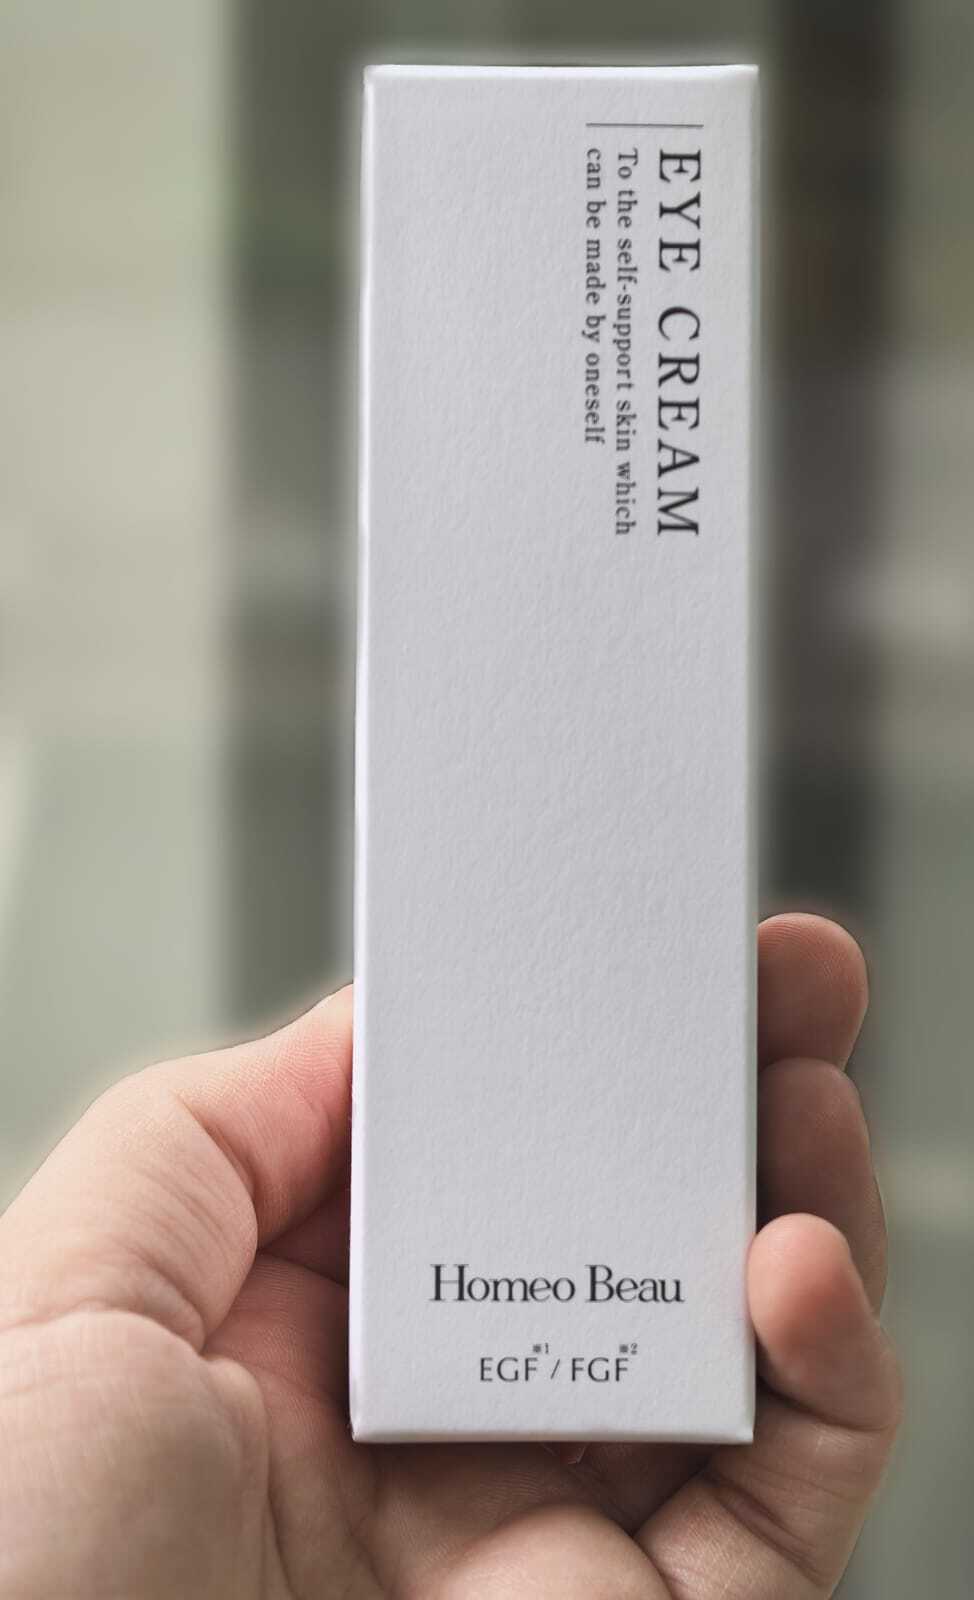 EYE CREAM
To the self-support skin which
can be made by oneself
Homeo Beau
EGF※1 / FGF※2